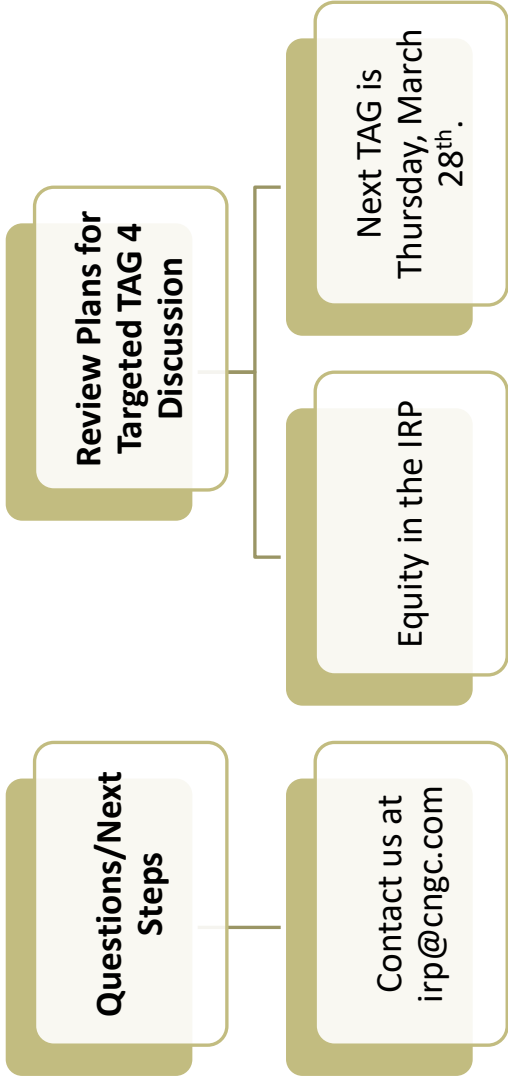 Questions/Next
Steps
Contact us at
irp@cngc.com
Review Plans for
Targeted TAG 4
Discussion
Equity in the IRP
Next TAG is
Thursday, March
28th.